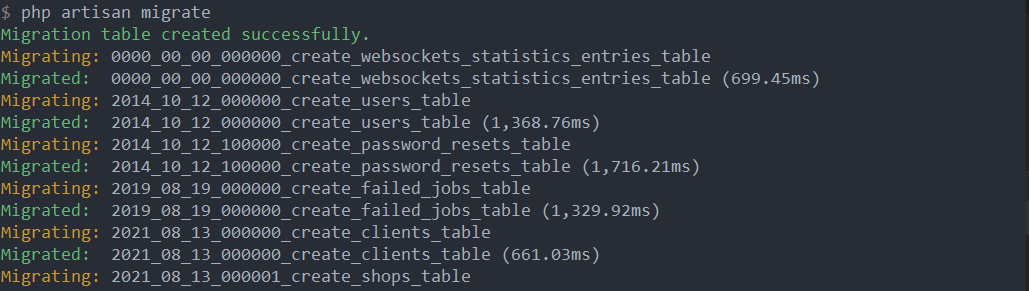 $ php artisan migrate
Migration table created successfully.
Migrating: 0000_00_00_000000_create_websockets_statistics_entries_table
Migrated:  0000_00_00_000000_create_websockets_statistics_entries_table (699.45ms)
Migrating: 2014_10_12_000000_create_users_table
Migrated:  2014_10_12_000000_create_users_table (1,368.76ms)
Migrating: 2014_10_12_100000_create_password_resets_table
Migrated:  2014_10_12_100000_create_password_resets_table (1,716.21ms)
Migrating: 2019_08_19_000000_create_failed_jobs_table
Migrated:  2019_08_19_000000_create_failed_jobs_table (1,329.92ms)
Migrating: 2021_08_13_000000_create_clients_table
Migrated:  2021_08_13_000000_create_clients_table (661.03ms)
Migrating: 2021_08_13_000001_create_shops_table